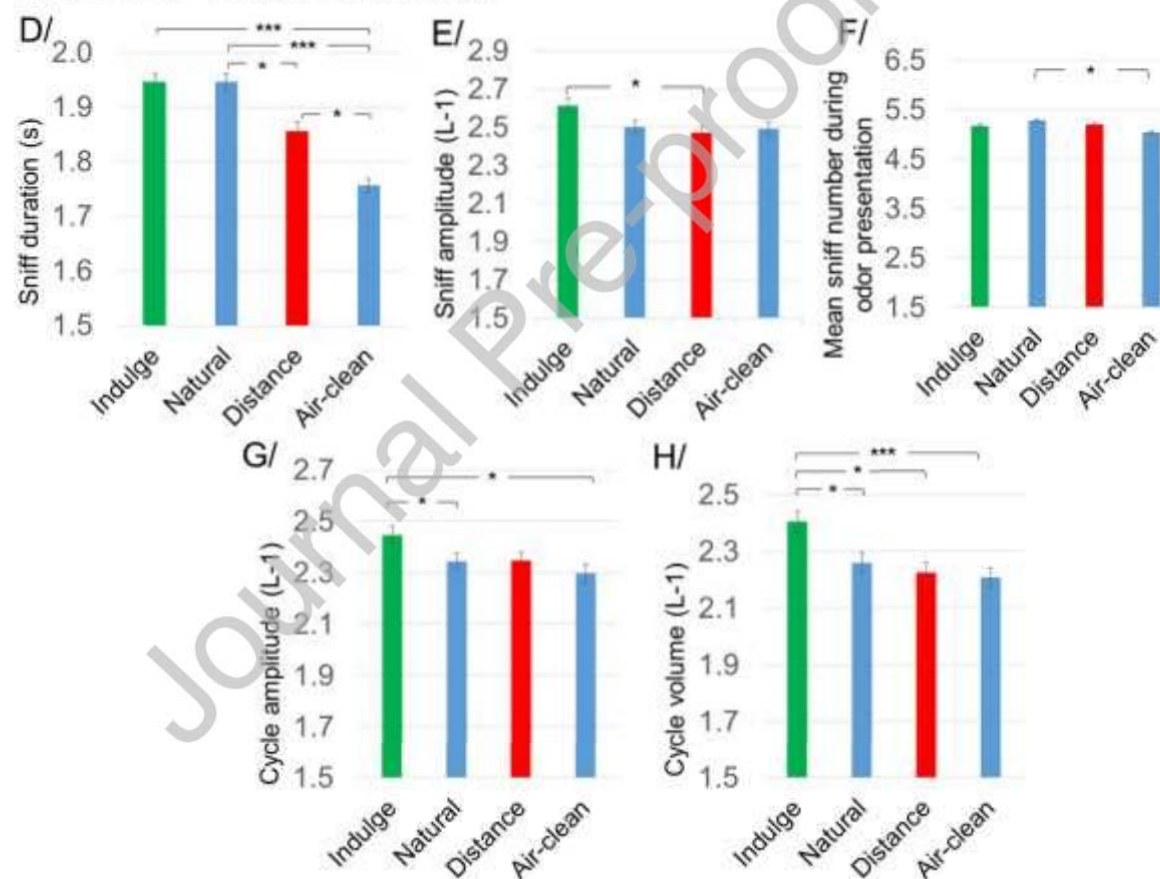 D/
***
***
*
*
2.0
1.9
1.8
1.7
1.6
1.5
Sniff duration (s)
Indulge
Natural
Distance
Air-clean
E/
*
2.9
2.7
2.5
2.3
2.1
1.9
1.7
1.5
Sniff amplitude (L-1)
Indulge
Natural
Distance
Air-clean
F/
*
6.5
5.5
4.5
3.5
2.5
1.5
Mean sniff number during
odor presentation
Indulge
Natural
Distance
Air-clean
G/
*
*
2.7
2.5
2.3
2.1
1.9
1.7
1.5
Cycle amplitude (L-1)
Indulge
Natural
Distance
Air-clean
H/
***
*
*
2.5
2.3
2.1
1.9
1.7
1.5
Cycle volume (L-1)
Indulge
Natural
Distance
Air-clean
Journal Pre-proo